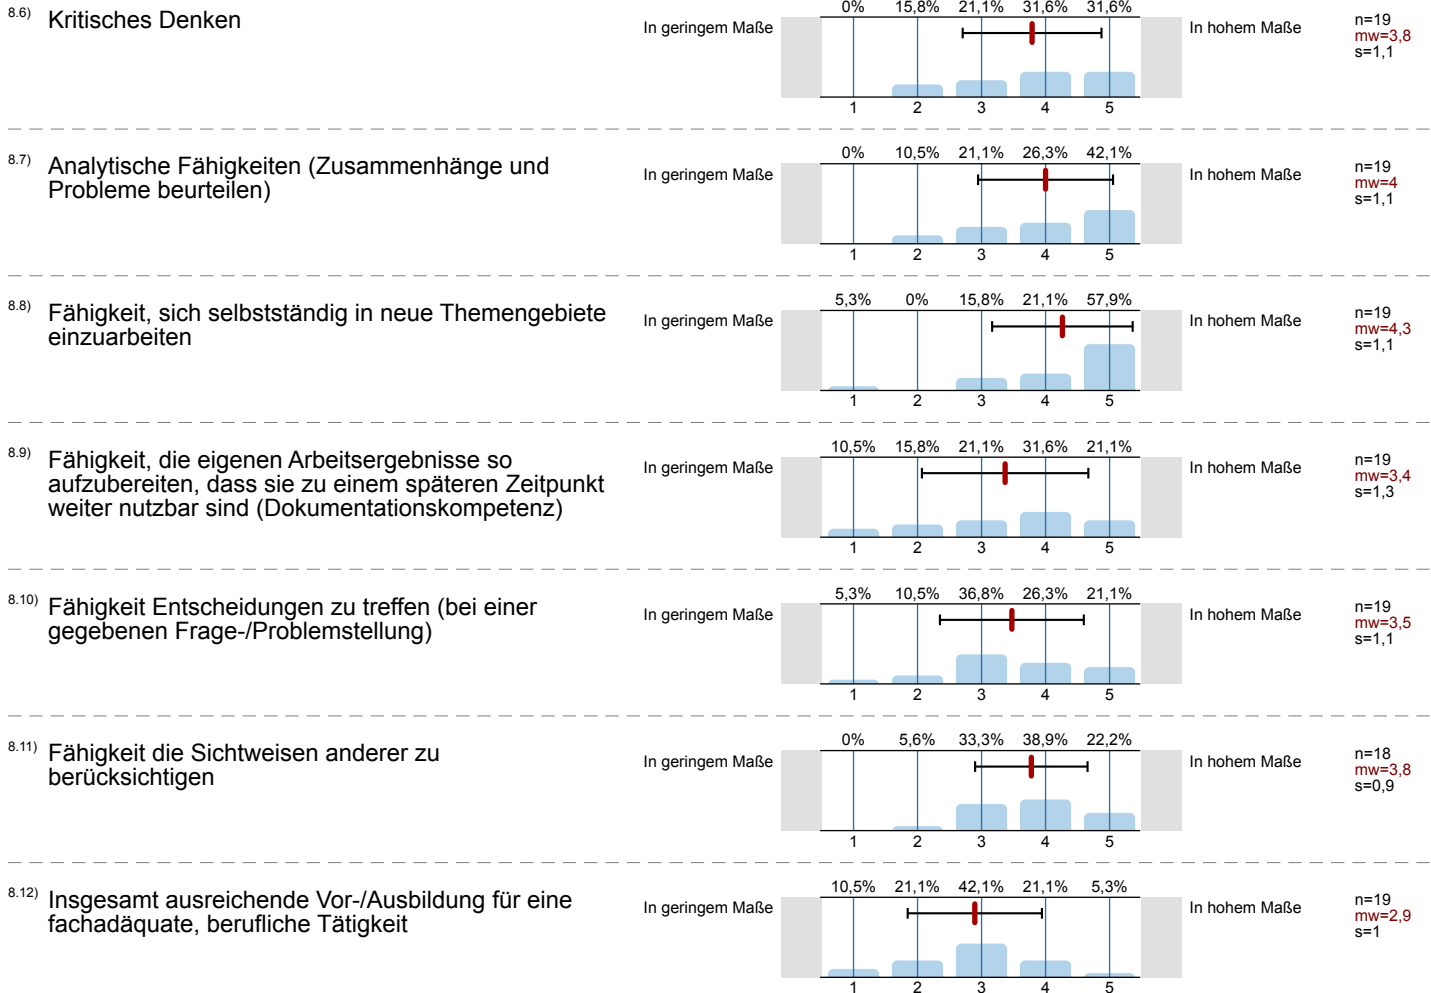 8.6) Kritisches Denken
In geringem Maße
0% 15,8% 21,1% 31,6% 31,6%
1 2 3 4 5
In hohem Maße
n=19
mw=3,8
s=1,1
8.7) Analytische Fähigkeiten (Zusammenhänge und
Probleme beurteilen)
In geringem Maße
0% 10,5% 21,1% 26,3% 42,1%
1 2 3 4 5
In hohem Maße
n=19
mw=4
s=1,1
8.8) Fähigkeit, sich selbstständig in neue Themengebiete
einzuarbeiten
In geringem Maße
5,3% 0% 15,8% 21,1% 57,9%
1 2 3 4 5
In hohem Maße
n=19
mw=4,3
s=1,1
8.9) Fähigkeit, die eigenen Arbeitsergebnisse so
aufzubereiten, dass sie zu einem späteren Zeitpunkt
weiter nutzbar sind (Dokumentationskompetenz)
In geringem Maße
10,5% 15,8% 21,1% 31,6% 21,1%
1 2 3 4 5
In hohem Maße
n=19
mw=3,4
s=1,3
8.10) Fähigkeit Entscheidungen zu treffen (bei einer
gegebenen Frage-/Problemstellung)
In geringem Maße
5,3% 10,5% 36,8% 26,3% 21,1%
1 2 3 4 5
In hohem Maße
n=19
mw=3,5
s=1,1
8.11) Fähigkeit die Sichtweisen anderer zu
berücksichtigen
In geringem Maße
0% 5,6% 33,3% 38,9% 22,2%
1 2 3 4 5
In hohem Maße
n=18
mw=3,8
s=0,9
8.12) Insgesamt ausreichende Vor-/Ausbildung für eine
fachadäquate, berufliche Tätigkeit
In geringem Maße
10,5% 21,1% 42,1% 21,1% 5,3%
1 2 3 4 5
In hohem Maße
n=19
mw=2,9
s=1